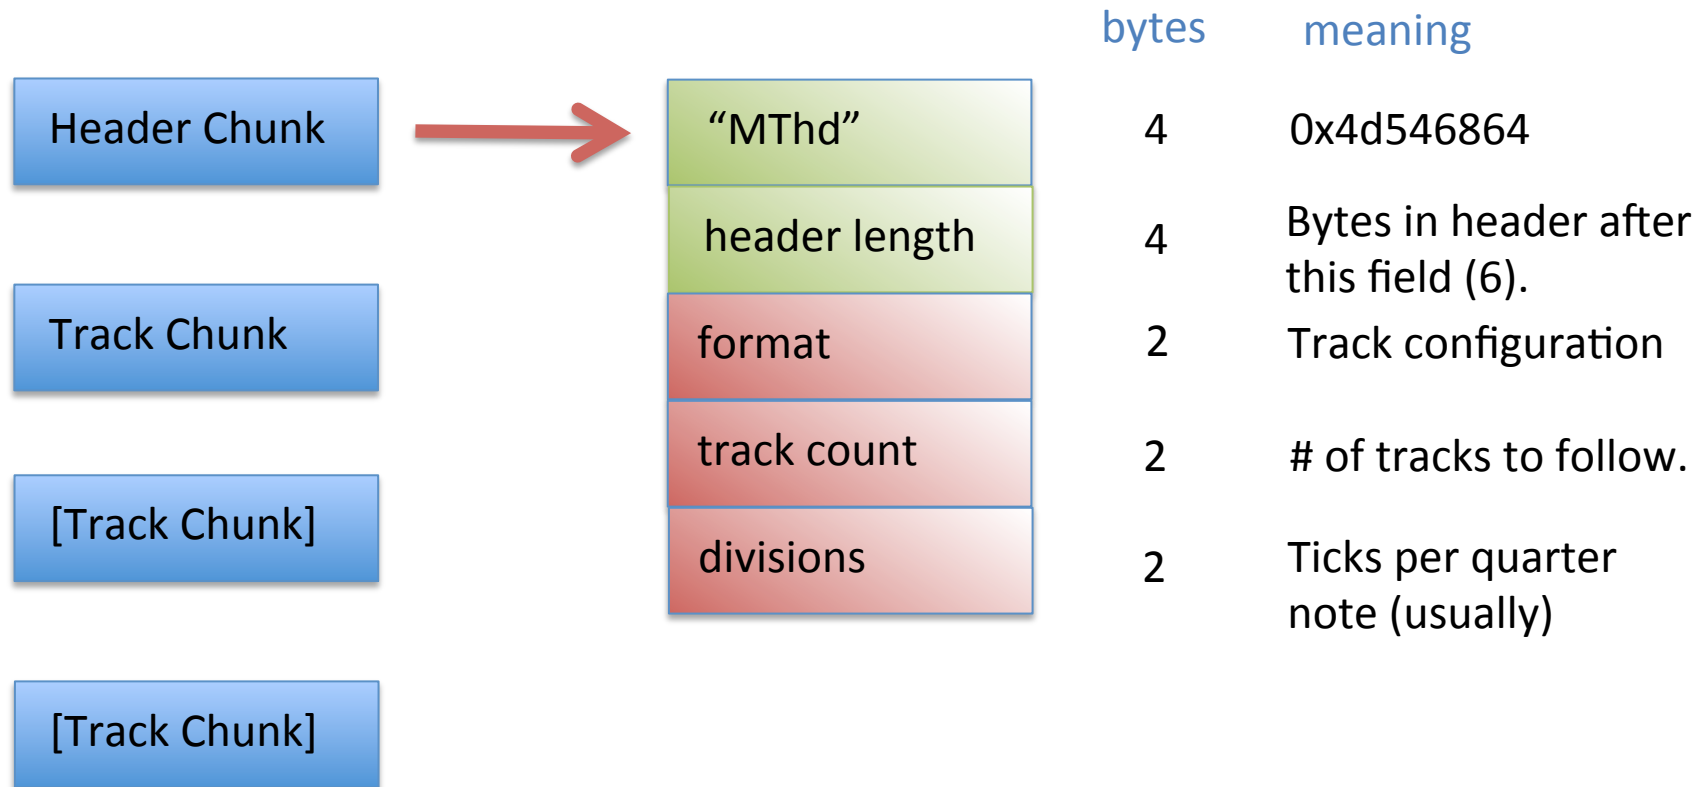 bytes meaning
Header Chunk “MThd” 4 0x4d546864
header length 4 Bytes in header after
this field (6).
Track Chunk format 2 Track configuration
track count 2 # of tracks to follow.
[Track Chunk]
divisions 2 Ticks per quarter
note (usually)
[Track Chunk]